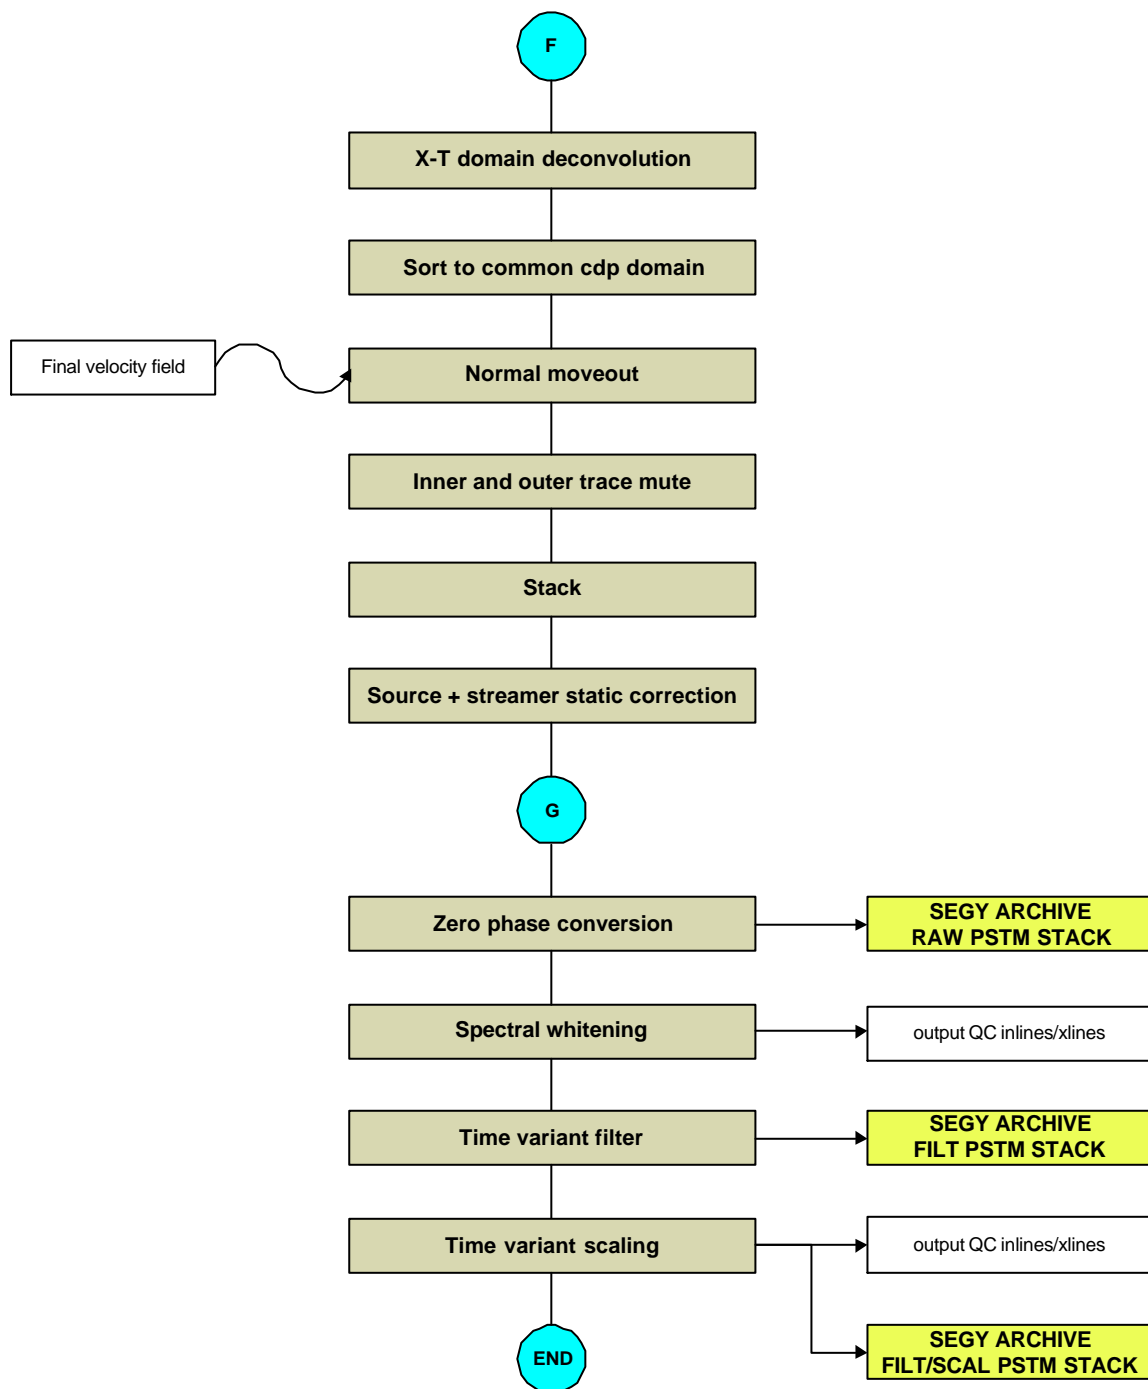 F
X-T domain deconvolution
Sort to common cdp domain
Final velocity field
Normal moveout
Inner and outer trace mute
Stack
Source + streamer static correction
G
Zero phase conversion
SEGY ARCHIVE
RAW PSTM STACK
Spectral whitening
output QC inlines/xlines
Time variant filter
SEGY ARCHIVE
FILT PSTM STACK
Time variant scaling
output QC inlines/xlines
END
SEGY ARCHIVE
FILT/SCAL PSTM STACK